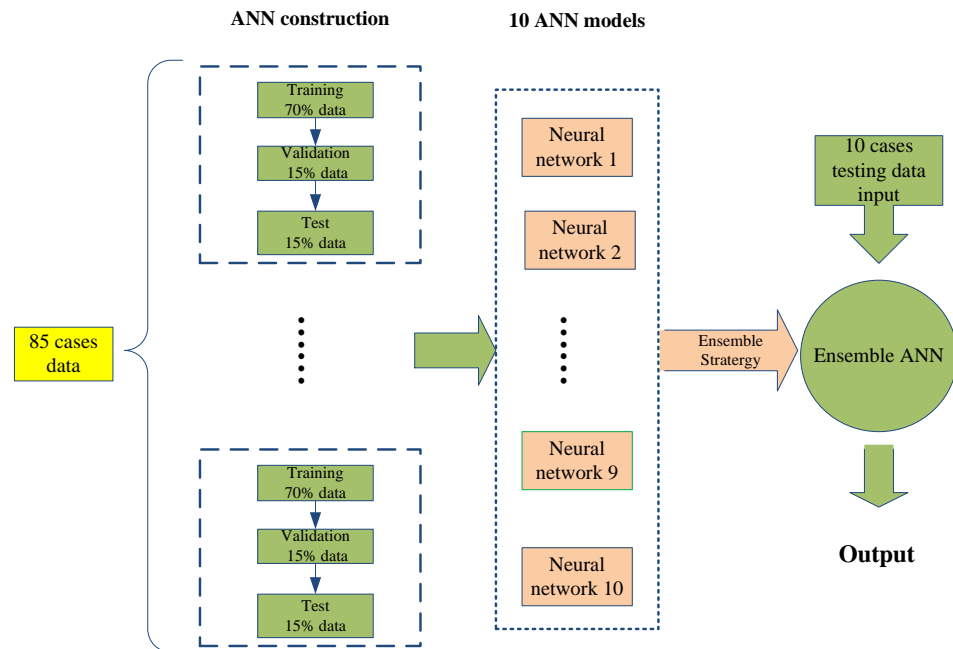 ANN construction
10 ANN models
85 cases
data
Training
70% data
Validation
15% data
Test
15% data
Training
70% data
Validation
15% data
Test
15% data
Neural
network 1
Neural
network 2
Neural
network 9
Neural
network 10
Ensemble
Stratergy
10 cases
testing data
input
Ensemble ANN
Output